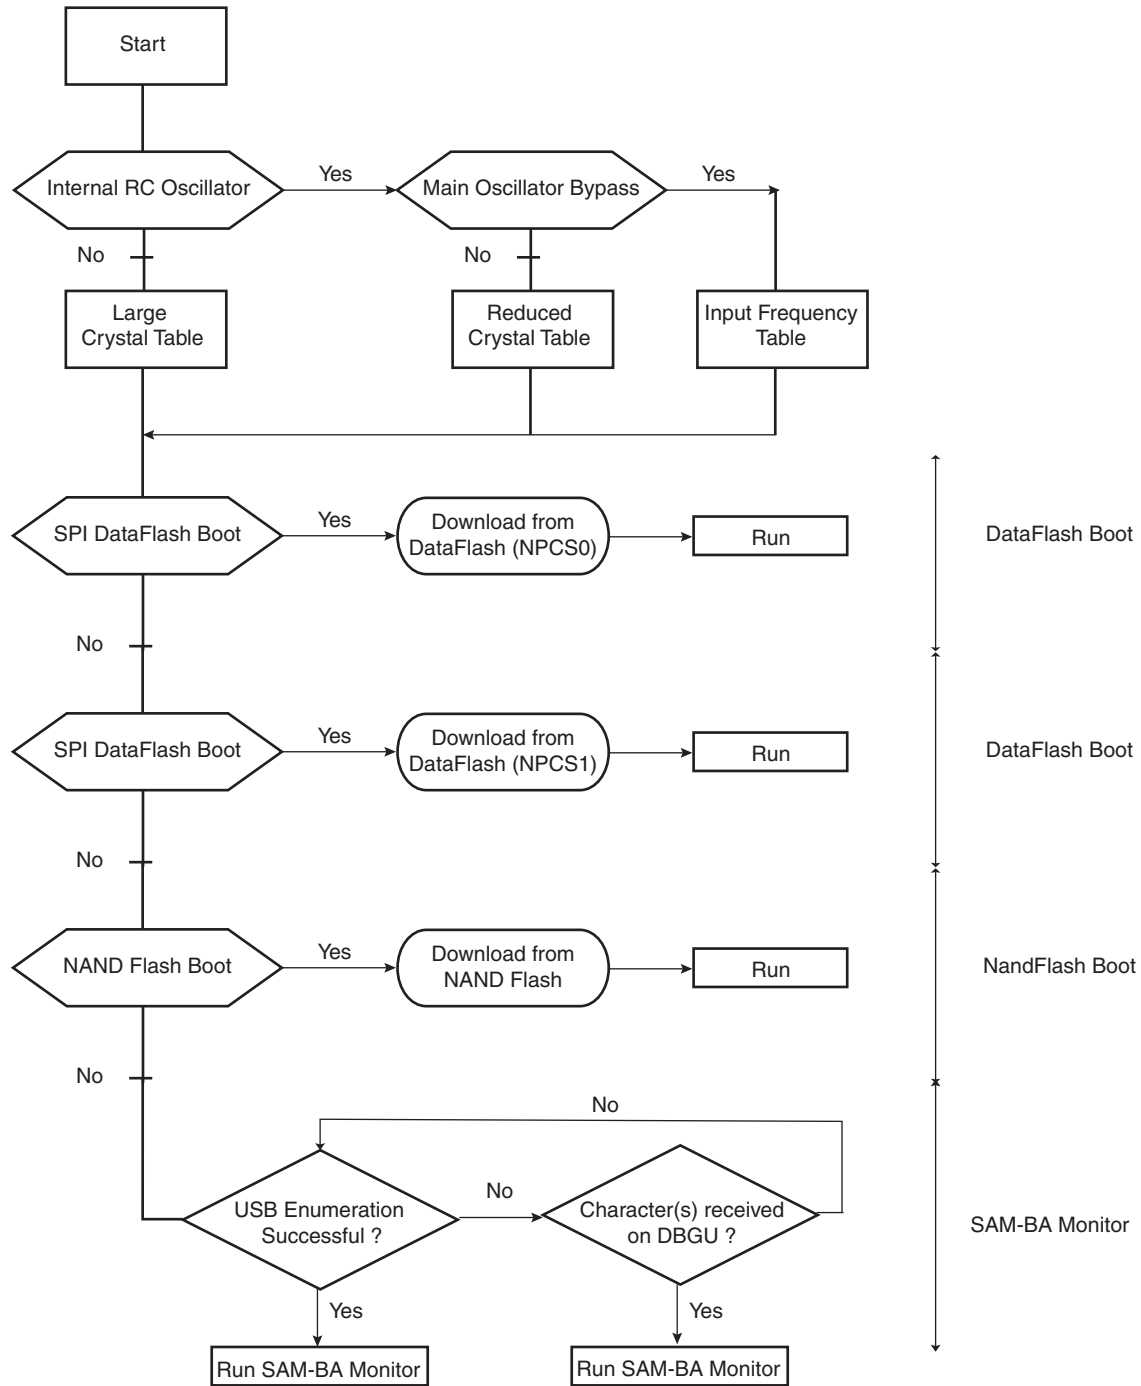 Start
Internal RC Oscillator
Yes
Main Oscillator Bypass
Yes
No
No
Large
Crystal Table
Reduced
Crystal Table
Input Frequency
Table
SPI DataFlash Boot
Yes
Download from
DataFlash (NPCS0)
Run
DataFlash Boot
No
SPI DataFlash Boot
Yes
Download from
DataFlash (NPCS1)
Run
DataFlash Boot
No
NAND Flash Boot
Yes
Download from
NAND Flash
Run
NandFlash Boot
No
No
USB Enumeration
Successful ?
No
Character(s) received
on DBGU ?
SAM-BA Monitor
Yes
Yes
Run SAM-BA Monitor
Run SAM-BA Monitor